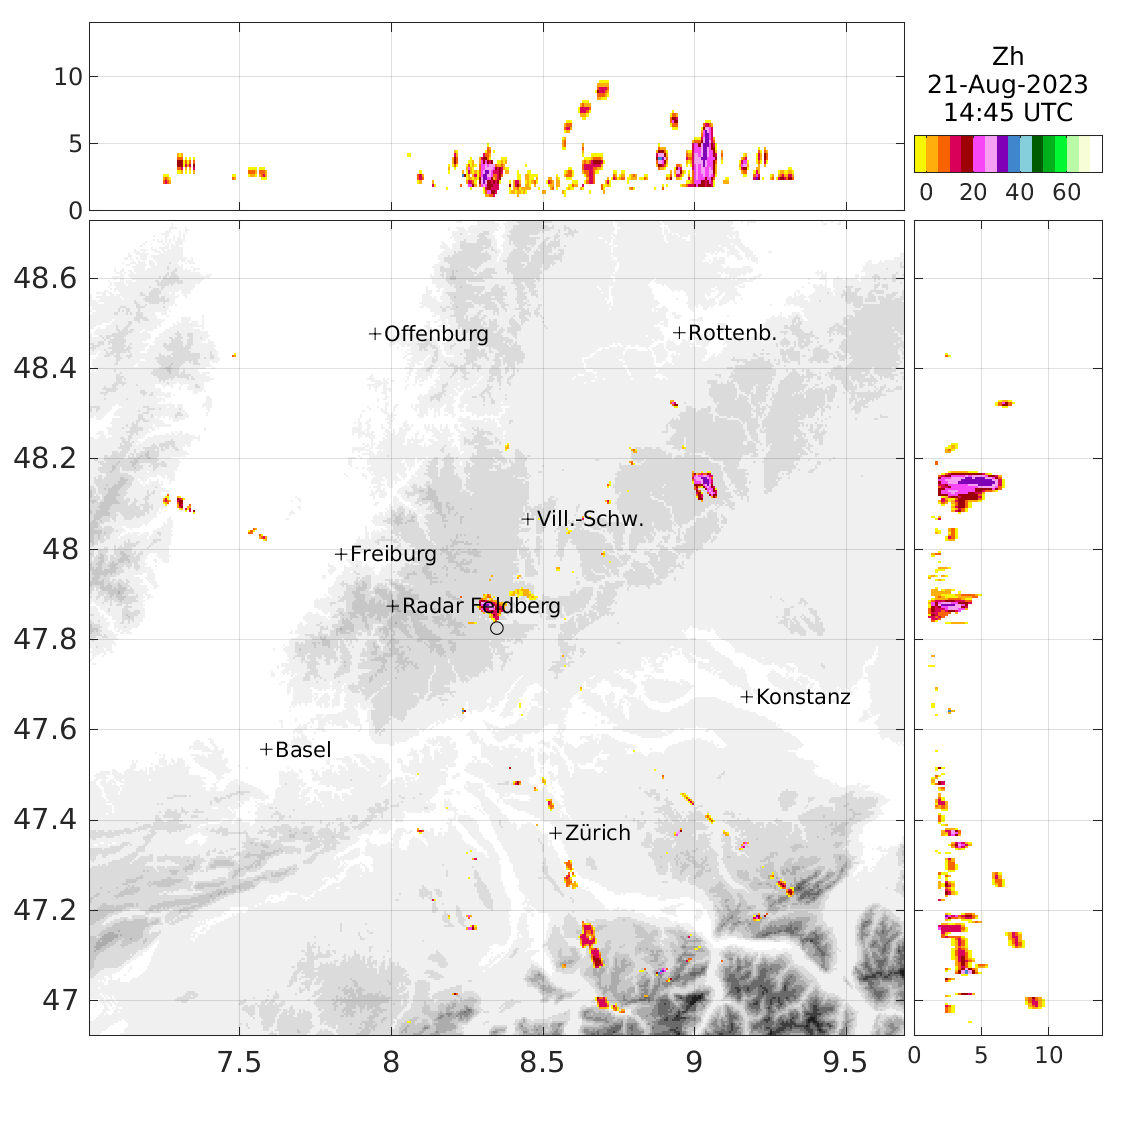 Zh
21-Aug-2023
14:45 UTC
10
5
0
0 20 40 60
48.6
48.4
48.2
48
47.8
47.6
47.4
47.2
47
+Offenburg
+Rottenb.
+Vill.-Schw.
+Freiburg
+Radar Feldberg
+Konstanz
+Basel
+Zürich
7.5 8 8.5 9 9.5
0 5 10